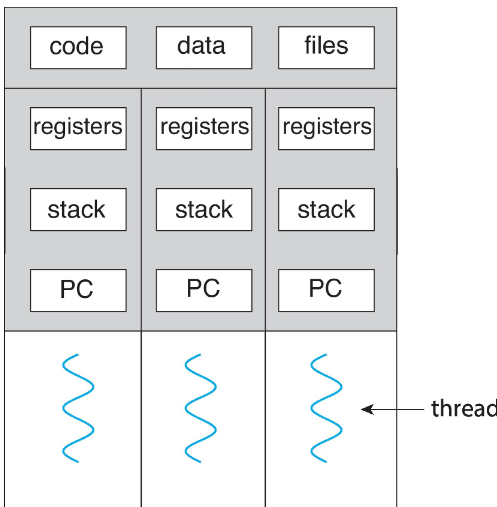 code data files
registers registers registers
stack stack stack
PC PC PC
thread